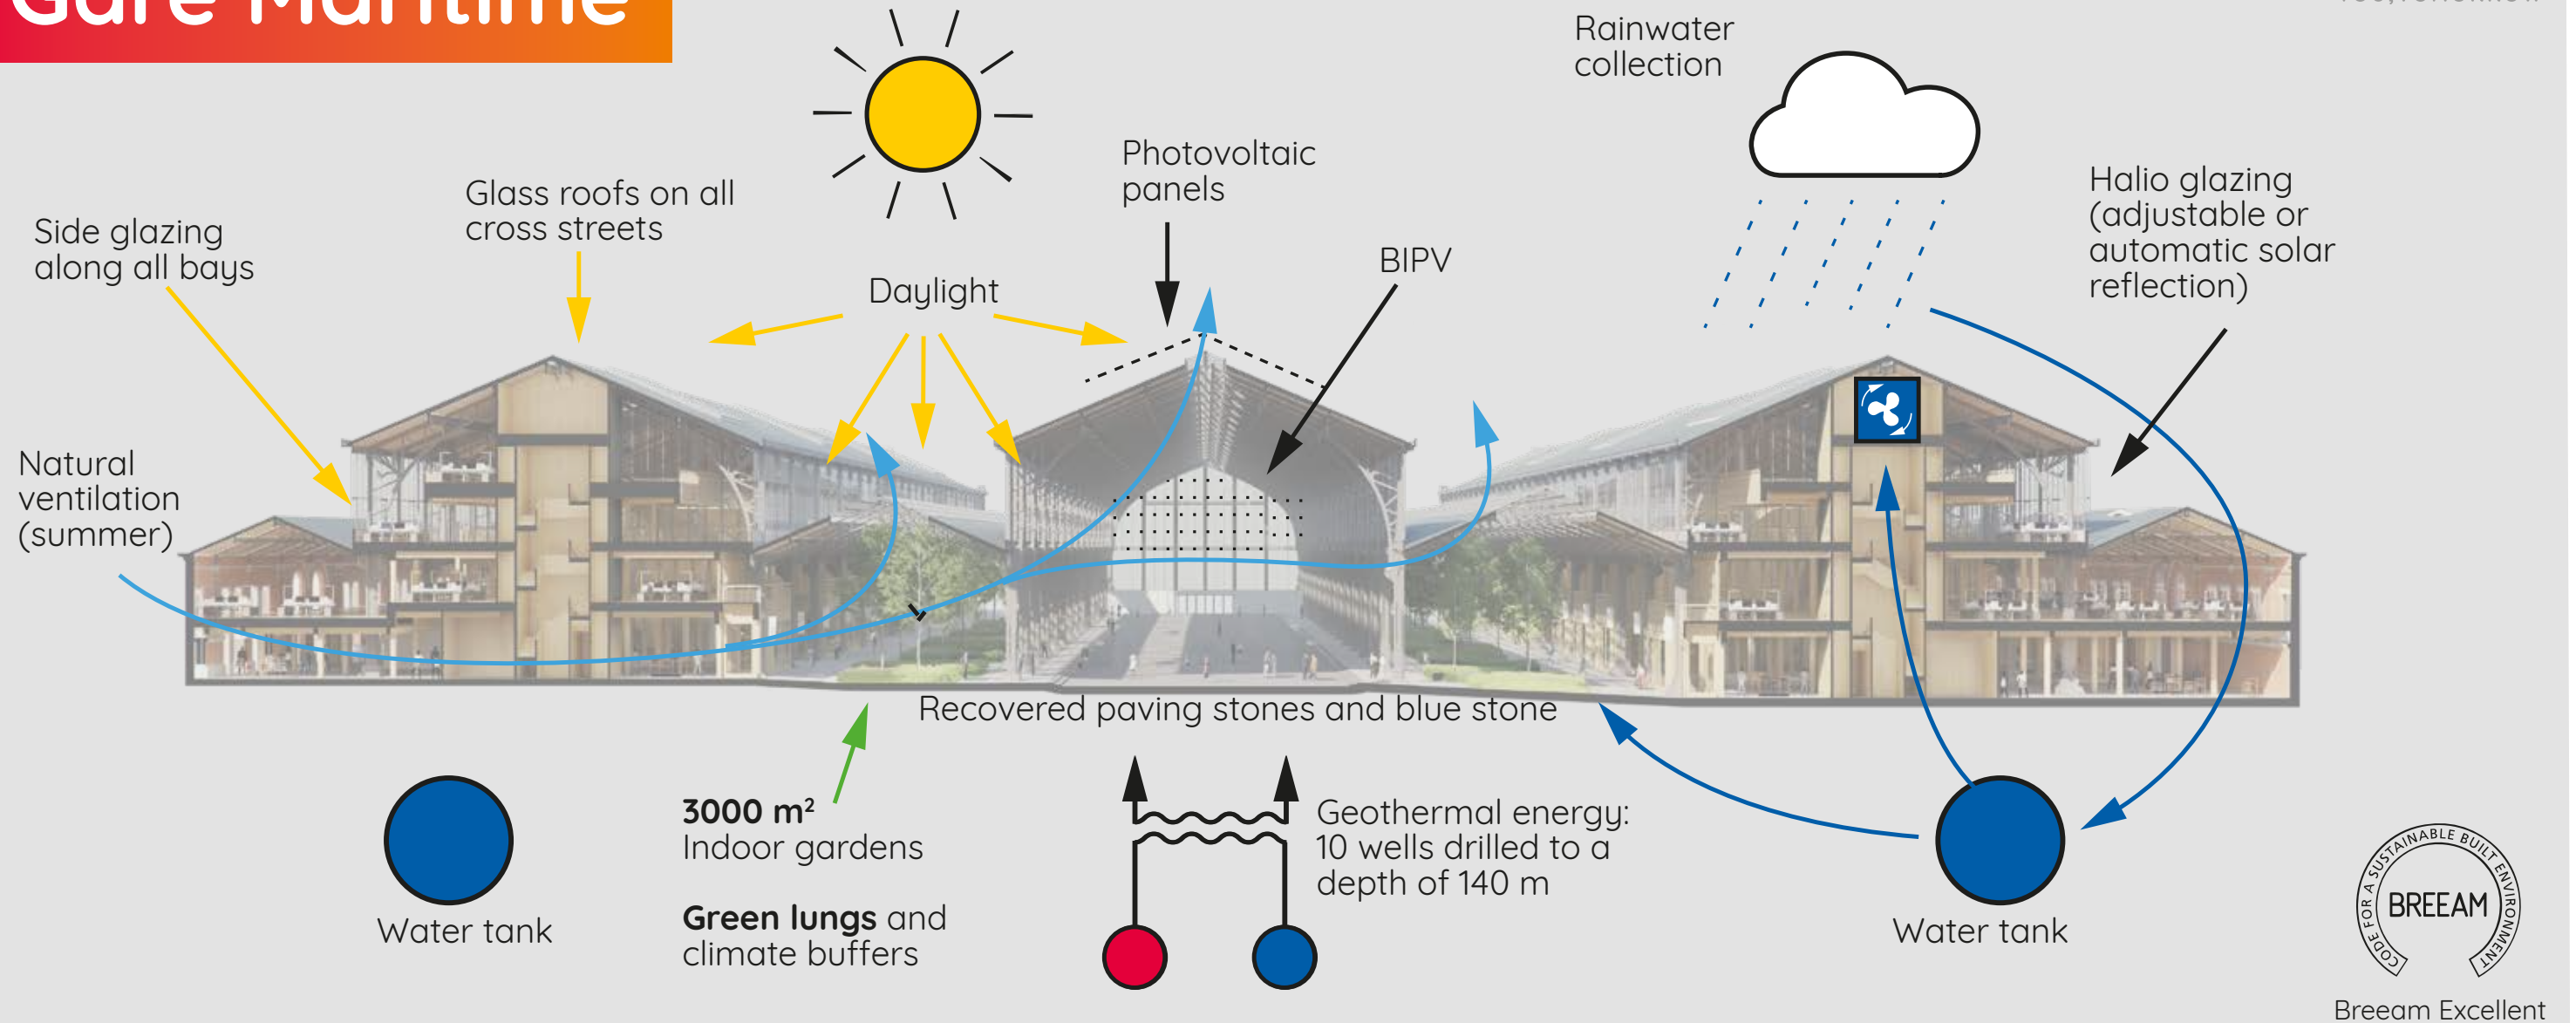 Gare Maritime
Rainwater
collection
Photovoltaic
panels
Glass roofs on all
cross streets
Halio glazing
(adjustable or
automatic solar
reflection)
Side glazing
along all bays
BIPV
Daylight
Natural
ventilation
(summer)
Recovered paving stones and blue stone
3000 m²
Indoor gardens
Green lungs and
climate buffers
Geothermal energy:
10 wells drilled to a
depth of 140 m
Water tank
Water tank
CODE FOR A SUSTAINABLE BUILT ENVIRONMENT
BREEAM
Breeam Excellent